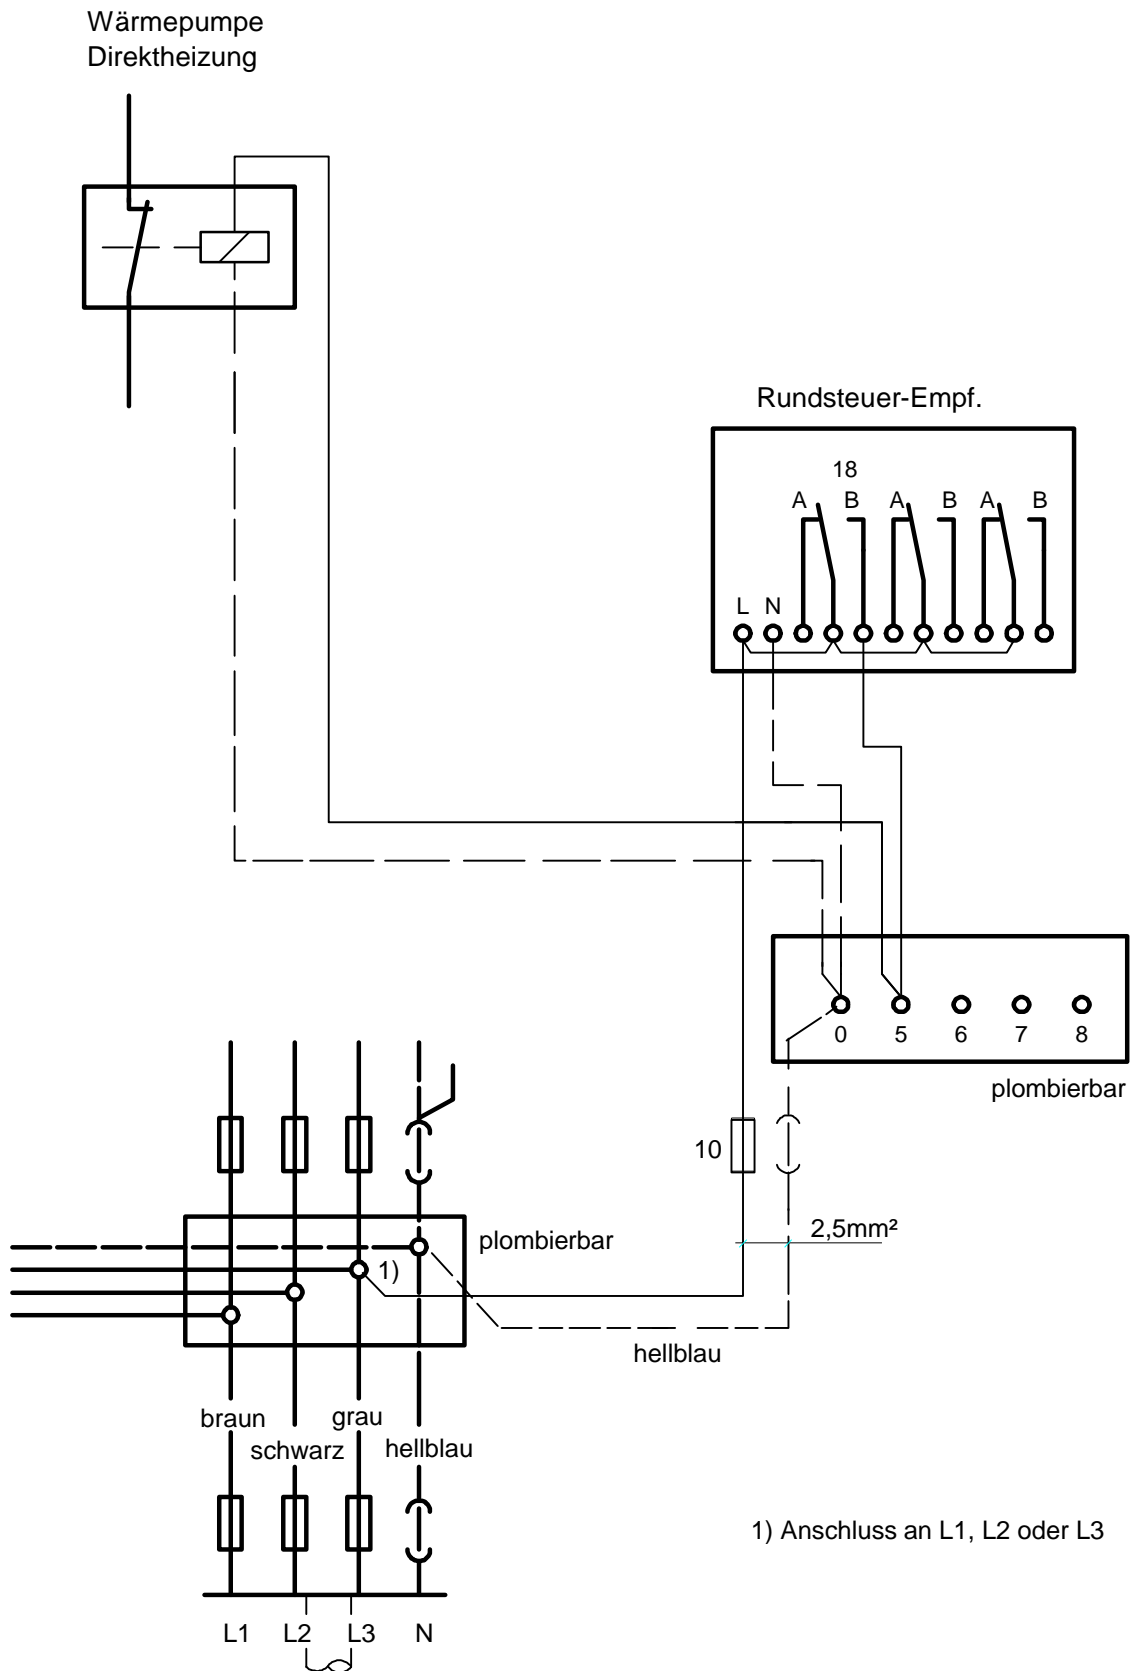 Wärmepumpe
Direktheizung
Rundsteuer-Empf.
18
A B A B A B
L N
0 5 6 7 8
plombierbar
10
2,5mm²
plombierbar
1)
hellblau
braun
grau
schwarz
hellblau
1) Anschluss an L1, L2 oder L3
L1 L2 L3 N